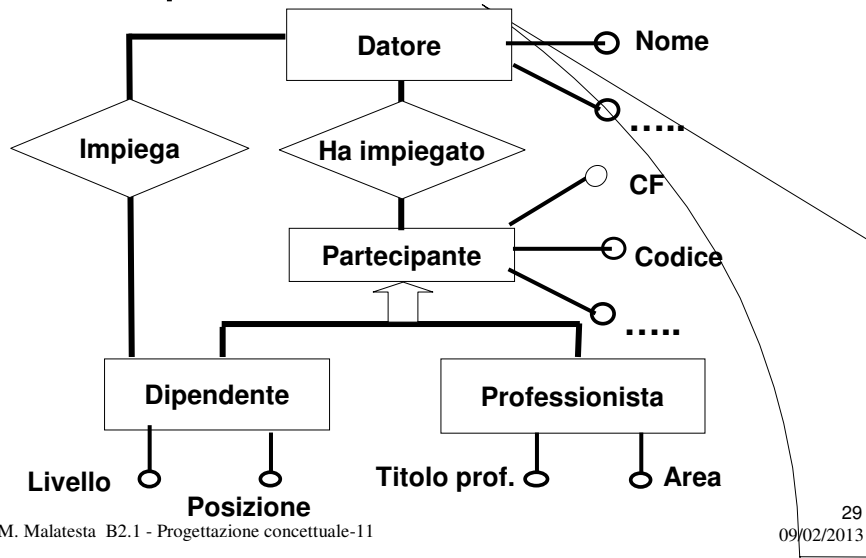 Datore
Nome
.....
Impiega
Ha impiegato
CF
Partecipante
Codice
.....
Dipendente
Professionista
Livello
Posizione
Titolo prof.
Area
M. Malatesta B2.1 - Progettazione concettuale-11
29
09/02/2013